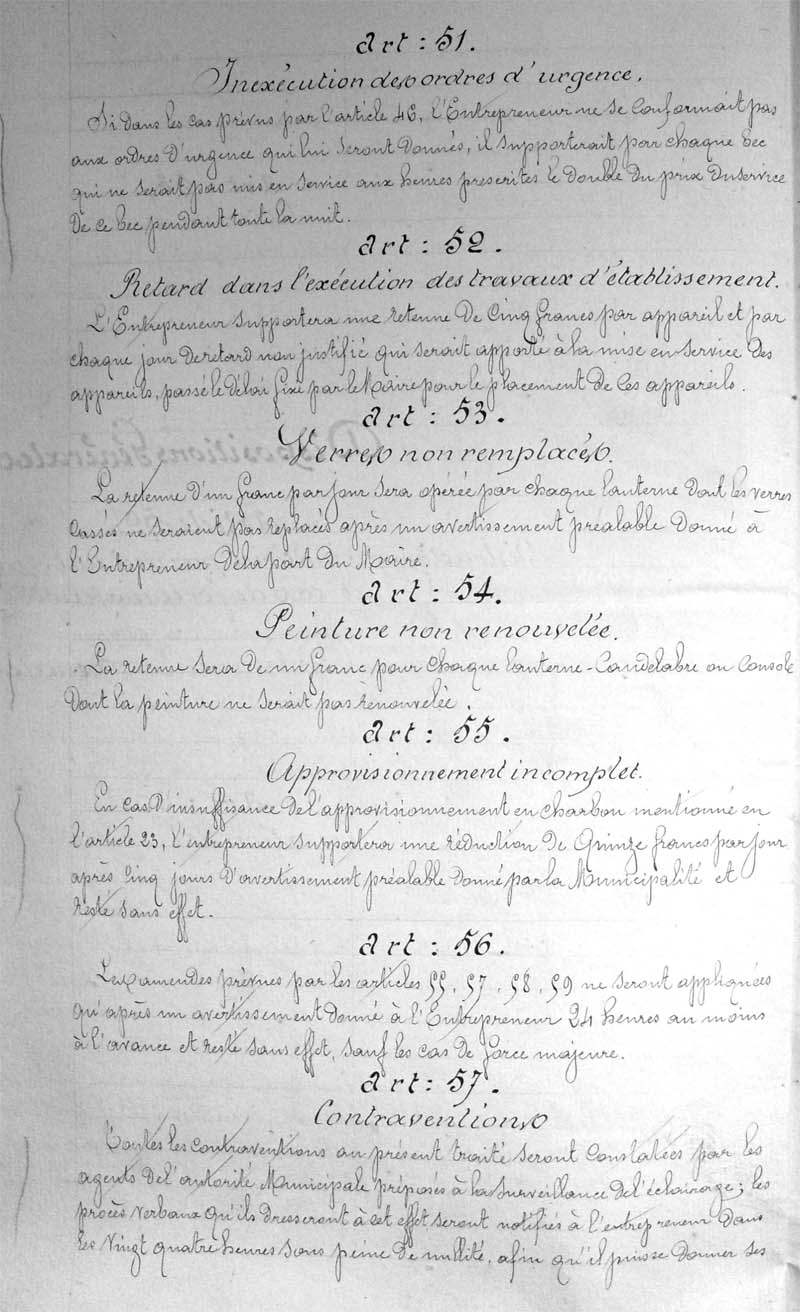 art : 51.
Inexécution des ordres d'urgence.
Si dans les cas prévus par l'article 46, l'Entrepreneur ne se conformait pas
aux ordres d'urgence qui lui seront donnés, il supporterait par chaque bec
qui ne serait pas mis en service aux heures prescrites le double du prix du service
de ce bec pendant toute la nuit.
art : 52.
Retard dans l'exécution des travaux d'établissement.
L'Entrepreneur supportera une retenue de cinq francs par appareil et par
chaque jour de retard non justifié qui serait apporté à la mise en service des
appareils, passé le délai fixé par le Maire pour le placement de ces appareils.
art : 53.
Verres non remplacés.
La retenue d'un franc par jour sera opérée par chaque lanterne dont les verres
cassés ne seraient pas replacés après un avertissement préalable donné à
l'Entrepreneur de la part du Maire.
art : 54.
Peinture non renouvelée.
La retenue sera de un franc pour chaque lanterne-Candelabre ou Console
dont la peinture ne serait pas renouvelée.
art : 55.
Approvisionnement incomplet.
En cas d'insuffisance de l'approvisionnement en charbon mentionné en
l'article 23, l'entrepreneur supportera une réduction de Quinze francs par jour
après cinq jours d'avertissement préalable donné par la Municipalité et
resté sans effet.
art : 56.
Les amendes prévues par les articles 55, 57, 58, 59 ne seront appliquées
qu'après un avertissement donné à l'Entrepreneur 24 heures au moins
à l'avance et resté sans effet, sauf les cas de force majeure.
art : 57.
Contraventions
Toutes les contraventions au présent traité seront constatées par les
agents de l'autorité Municipale préposés à la surveillance de l'éclairage; les
procès verbaux qu'ils dresseront à cet effet seront notifiés à l'entrepreneur dans
les vingt quatre heures sous peine de nullité, afin qu'il puisse donner ses